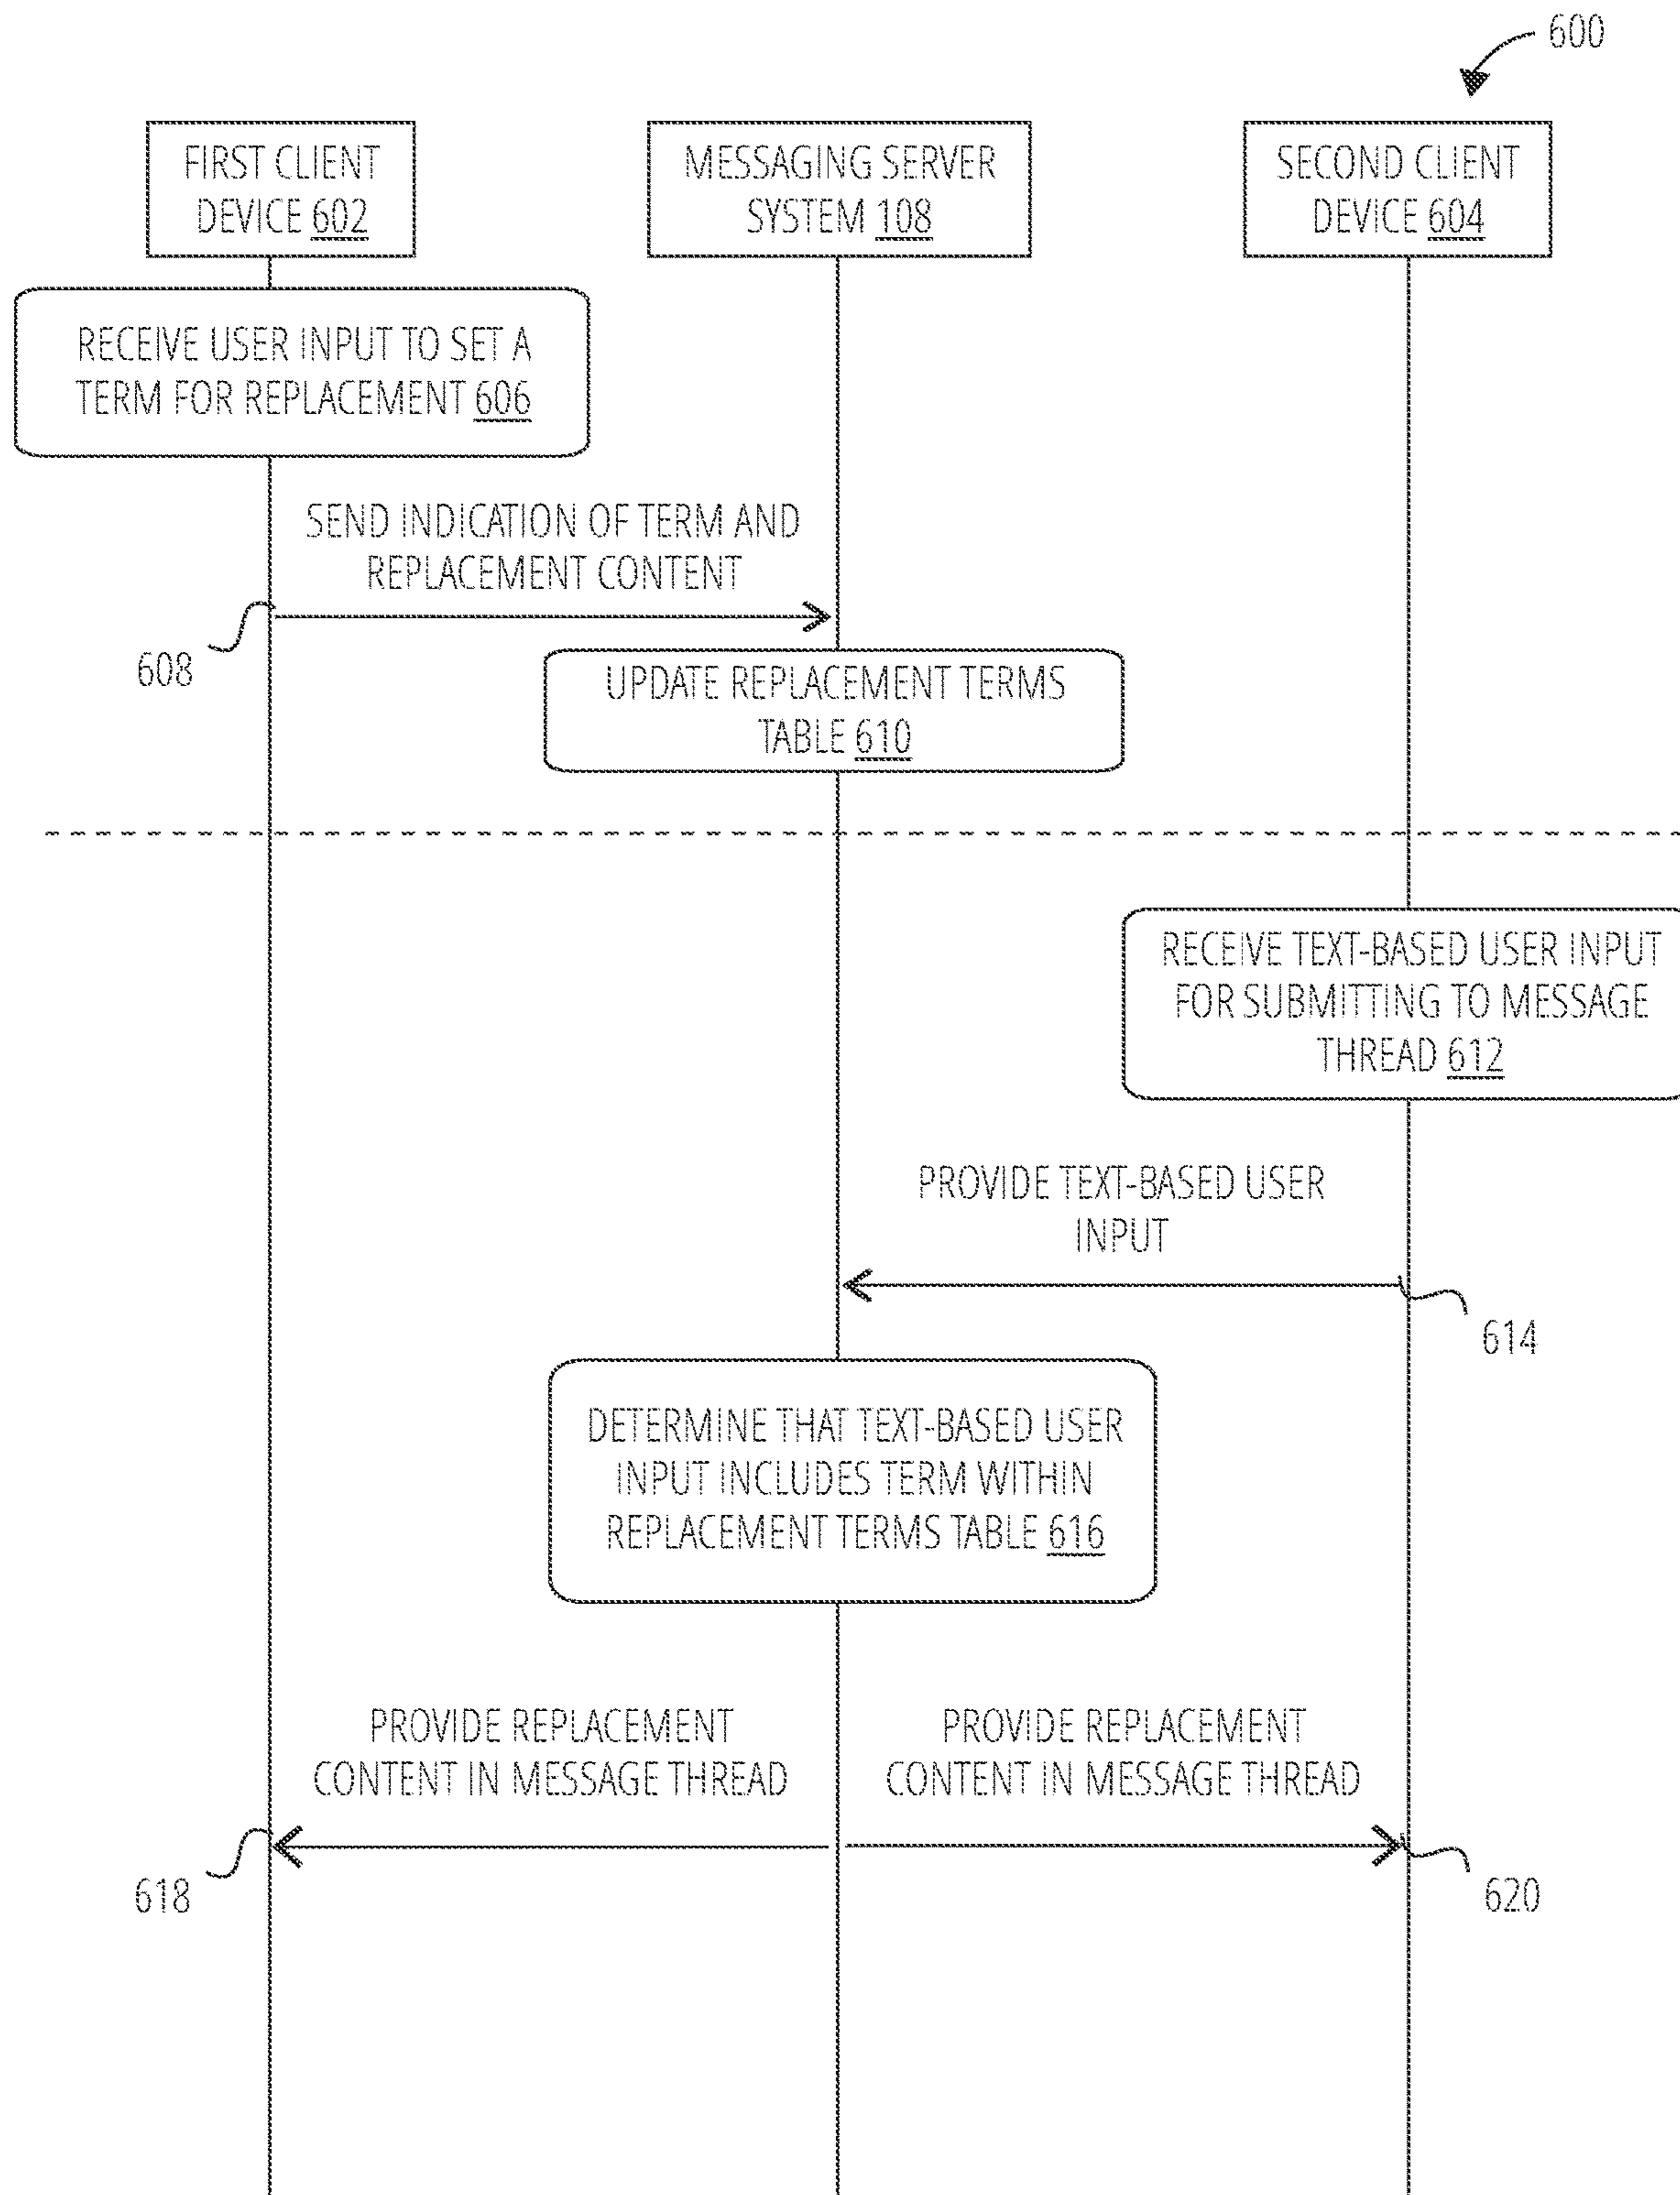 600
FIRST CLIENT
DEVICE 602
MESSAGING SERVER
SYSTEM 108
SECOND CLIENT
DEVICE 604
RECEIVE USER INPUT TO SET A
TERM FOR REPLACEMENT 606
SEND INDICATION OF TERM AND
REPLACEMENT CONTENT
608
UPDATE REPLACEMENT TERMS
TABLE 610
RECEIVE TEXT-BASED USER INPUT
FOR SUBMITTING TO MESSAGE
THREAD 612
PROVIDE TEXT-BASED USER
INPUT
614
DETERMINE THAT TEXT-BASED USER
INPUT INCLUDES TERM WITHIN
REPLACEMENT TERMS TABLE 616
PROVIDE REPLACEMENT
CONTENT IN MESSAGE THREAD
618
PROVIDE REPLACEMENT
CONTENT IN MESSAGE THREAD
620